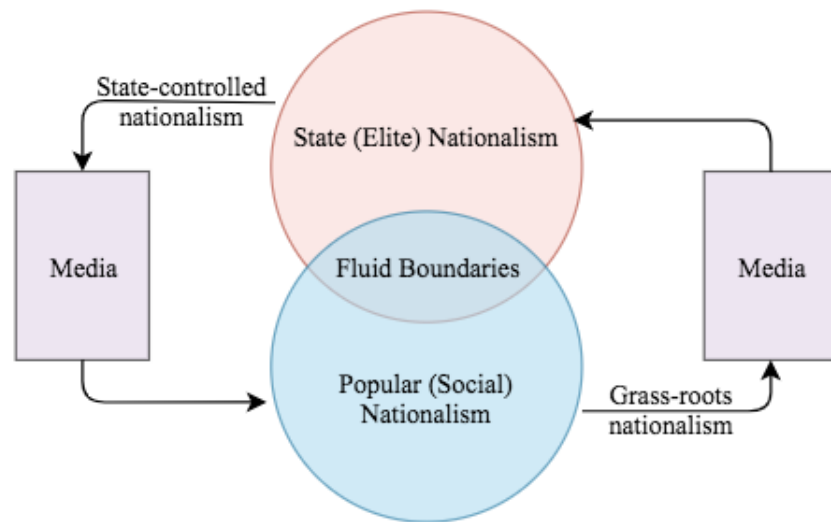 State-controlled
nationalism
State (Elite) Nationalism
Media
Fluid Boundaries
Media
Popular (Social)
Nationalism
Grass-roots
nationalism